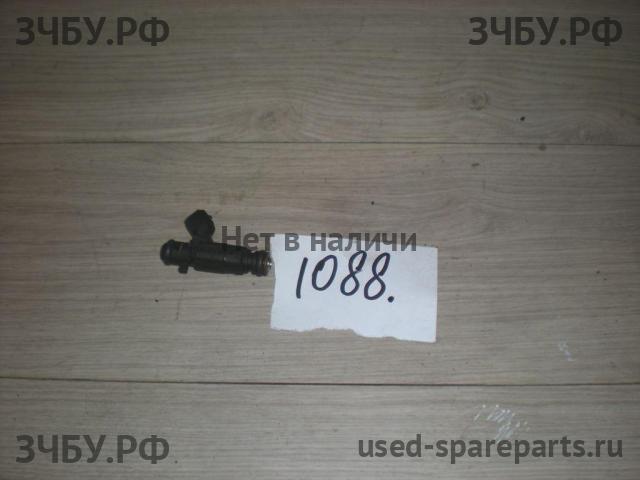 ЗЧБУ.РФ
ЗЧБУ.РФ
Нет в наличи
1088.
ЗЧБУ.РФ
used-spareparts.ru